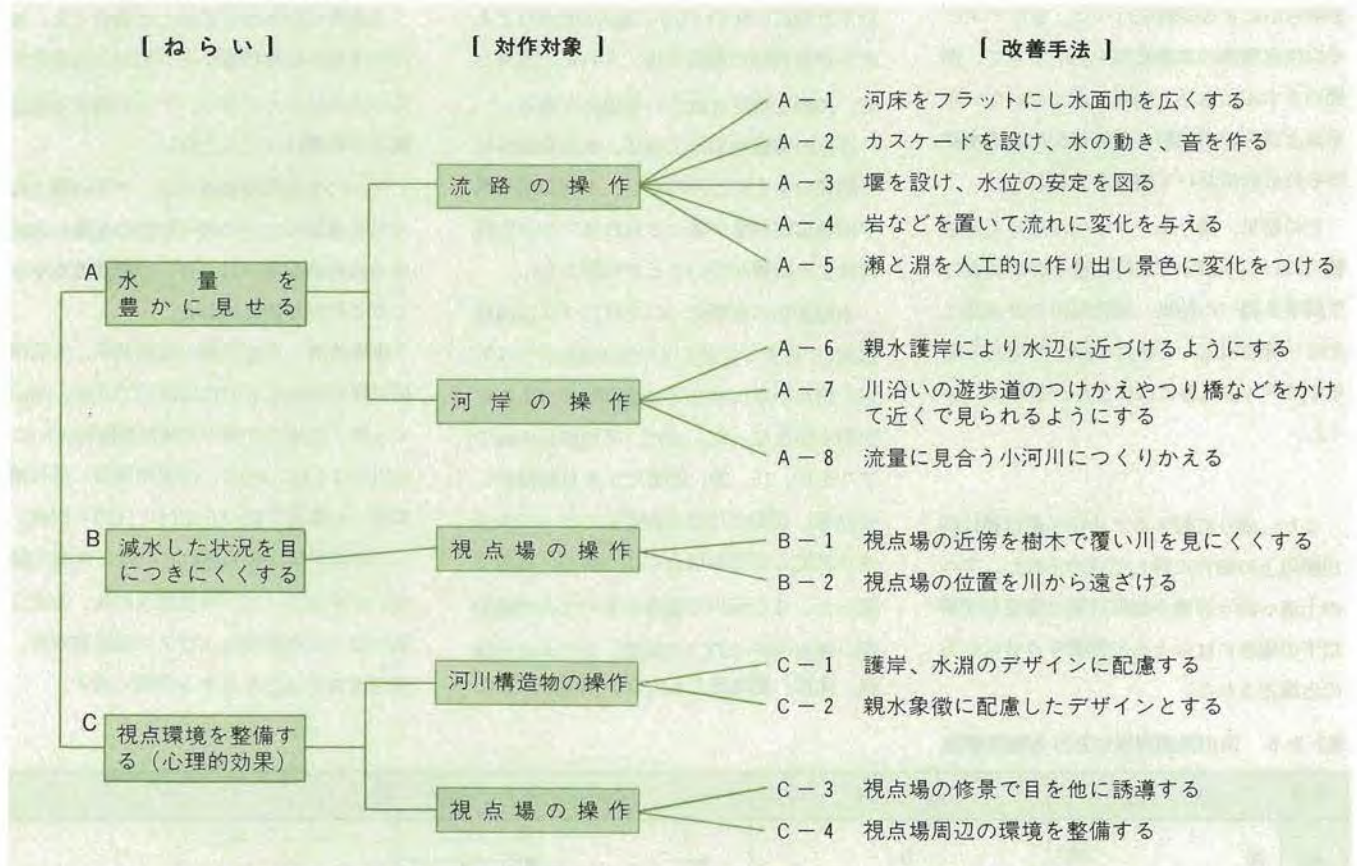 [ねらい]
[対作対象]
[改善手法]
A－1 河床をフラットにし水面巾を広くする
A－2 カスケードを設け、水の動き、音を作る
流路の操作
A－3 堰を設け、水位の安定を図る
A－4 岩などを置いて流れに変化を与える
A－5 瀬と淵を人工的に作り出し景色に変化をつける
A
水量を
豊かに見せる
A－6 親水護岸により水辺に近づけるようにする
河岸の操作
A－7 川沿いの遊歩道のつけかえやつり橋などをかけ
て近くで見られるようにする
A－8 流量に見合う小河川につくりかえる
B
減水した状況を目
につきにくくする
視点場の操作
B－1 視点場の近傍を樹木で覆い川を見にくくする
B－2 視点場の位置を川から遠ざける
C
視点環境を整備す
る（心理的効果）
河川構造物の操作
C－1 護岸、水淵のデザインに配慮する
C－2 親水象徴に配慮したデザインとする
視点場の操作
C－3 視点場の修景で目を他に誘導する
C－4 視点場周辺の環境を整備する